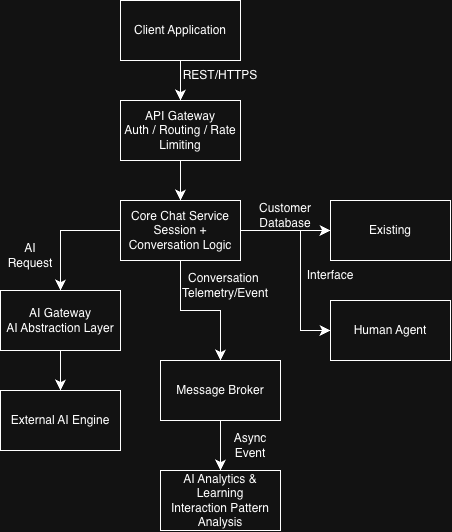 Client Application
REST/HTTPS
API Gateway
Auth / Routing / Rate
Limiting
Core Chat Service
Session +
Conversation Logic
Customer
Database
Existing
AI
Request
Conversation
Telemetry/Event
Interface
AI Gateway
AI Abstraction Layer
Human Agent
Message Broker
External AI Engine
Async
Event
AI Analytics &
Learning
Interaction Pattern
Analysis